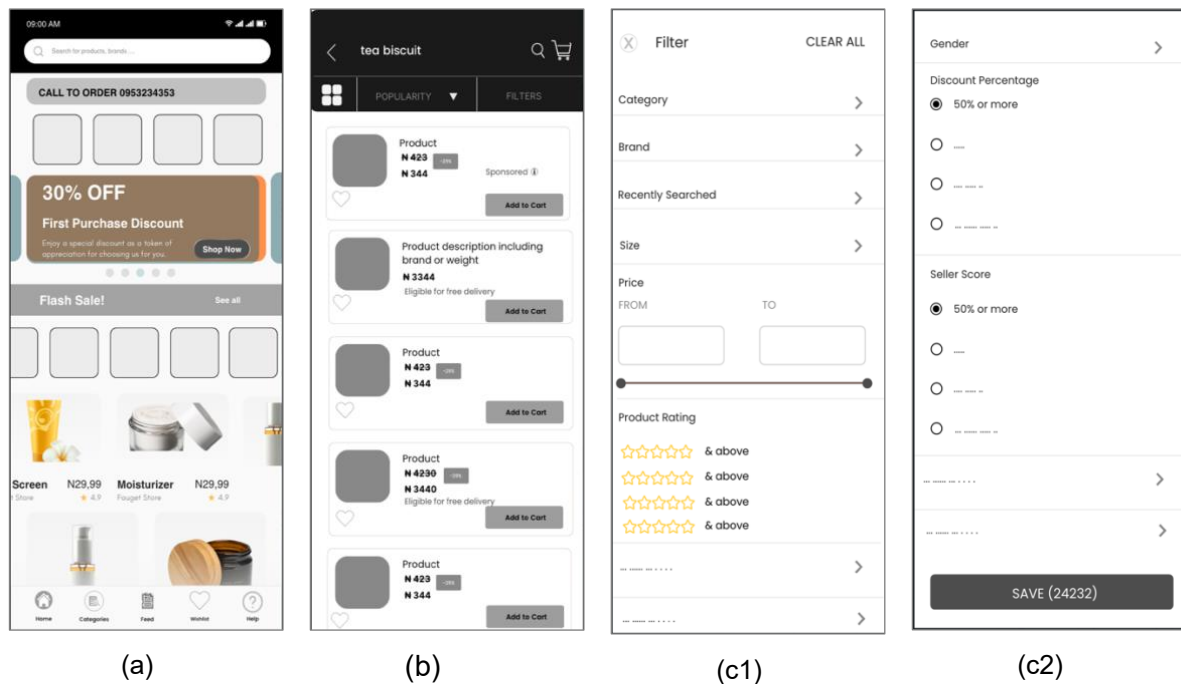 09:00 AM
Search for products, brands ...
CALL TO ORDER 0953234353
30% OFF
First Purchase Discount
Enjoy a special discount as a token of
appreciation for choosing us for you.
Shop Now
Flash Sale!
See all
Screen N29,99
Store 4.9
Moisturizer N29,99
Fouget Store 4.9
Home Categories Feed Wishlist Help
(a)
tea biscuit
POPULARITY ▼ FILTERS
Product
₦ 423
₦ 344
Sponsored
Add to Cart
Product description including
brand or weight
₦ 3344
Eligible for free delivery
Add to Cart
Product
₦ 423
₦ 344
Add to Cart
Product
₦ 4230
₦ 3440
Eligible for free delivery
Add to Cart
Product
₦ 423
₦ 344
Add to Cart
(b)
X Filter CLEAR ALL
Category
Brand
Recently Searched
Size
Price
FROM TO
Product Rating
& above
& above
& above
& above
... ...... ... . . . .
... ...... ... . . . .
(c1)
Gender
Discount Percentage
50% or more
.....
.... .... ..
... ...... .... ..
Seller Score
50% or more
.....
.... .... ..
... ...... .... ..
... ...... ... . . . .
... ...... ... . . . .
SAVE (24232)
(c2)